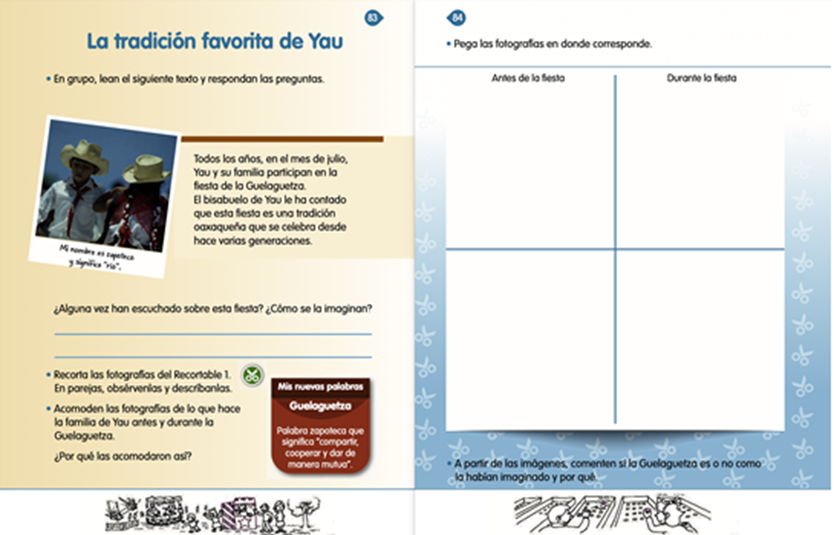 83
La tradición favorita de Yau
• En grupo, lean el siguiente texto y respondan las preguntas.
Todos los años, en el mes de julio,
Yau y su familia participan en la
fiesta de la Guelaguetza.
El bisabuelo de Yau le ha contado
que esta fiesta es una tradición
oaxaqueña que se celebra desde
hace varias generaciones.
Mi nombre es zapoteco
y significa "río".
¿Alguna vez han escuchado sobre esta fiesta? ¿Cómo se la imaginan?
• Recorta las fotografías del Recortable 1.
En parejas, obsérvenlas y descríbanlas.
• Acomoden las fotografías de lo que hace
la familia de Yau antes y durante la
Guelaguetza.
¿Por qué las acomodaron así?
Mis nuevas palabras
Guelaguetza
Palabra zapoteca que
significa "compartir,
cooperar y dar de
manera mutua".
84
• Pega las fotografías en donde corresponde.
Antes de la fiesta
Durante la fiesta
• A partir de las imágenes, comenten si la Guelaguetza es o no como
la habían imaginado y por qué.